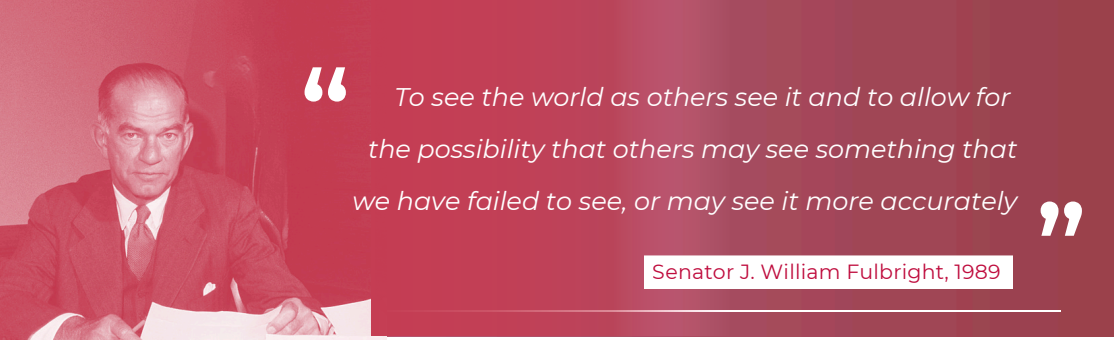 “ To see the world as others see it and to allow for
the possibility that others may see something that
we have failed to see, or may see it more accurately ”
Senator J. William Fulbright, 1989